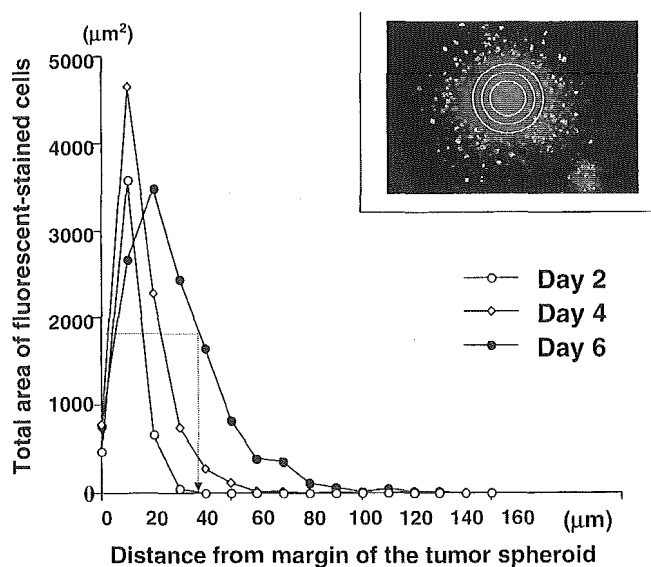 (μm²)
5000
4000
3000
2000
1000
0
Total area of fluorescent-stained cells
Day 2
Day 4
Day 6
0 20 40 60 80 100 120 140 160 (μm)
Distance from margin of the tumor spheroid